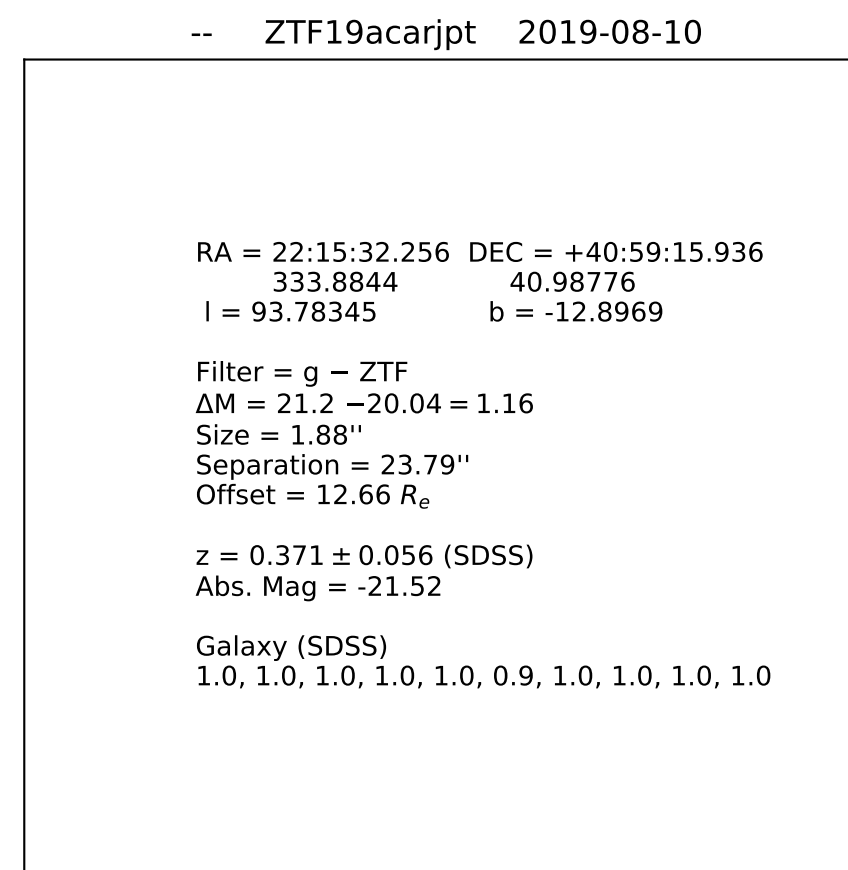 -- ZTF19acarjpt 2019-08-10
RA = 22:15:32.256 DEC = +40:59:15.936
333.8844 40.98776
l = 93.78345 b = -12.8969
Filter = g − ZTF
ΔM = 21.2 −20.04 = 1.16
Size = 1.88''
Separation = 23.79''
Offset = 12.66 Re
z = 0.371 ± 0.056 (SDSS)
Abs. Mag = -21.52
Galaxy (SDSS)
1.0, 1.0, 1.0, 1.0, 1.0, 0.9, 1.0, 1.0, 1.0, 1.0